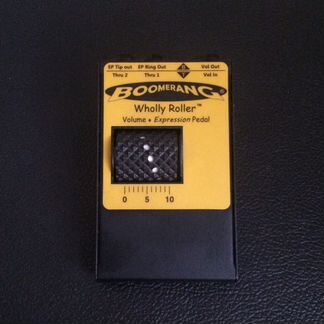 EP Tip out EP Ring Out Vol Out
Thru 2 Thru 1 Vol In
BOOMERANG®
Wholly Roller™
Volume + Expression Pedal
0 5 10